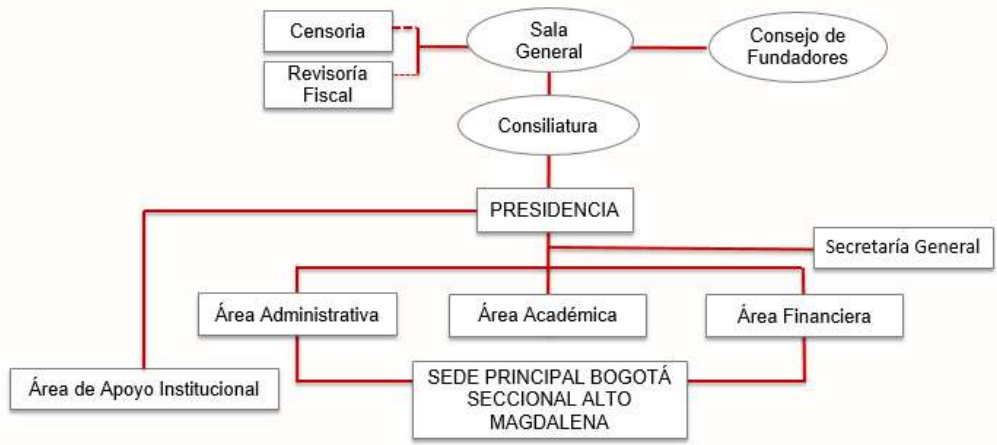 Censoria
Sala
General
Consejo de
Fundadores
Revisoría
Fiscal
Consiliatura
PRESIDENCIA
Secretaría General
Área Administrativa
Área Académica
Área Financiera
Área de Apoyo Institucional
SEDE PRINCIPAL BOGOTÁ
SECCIONAL ALTO
MAGDALENA